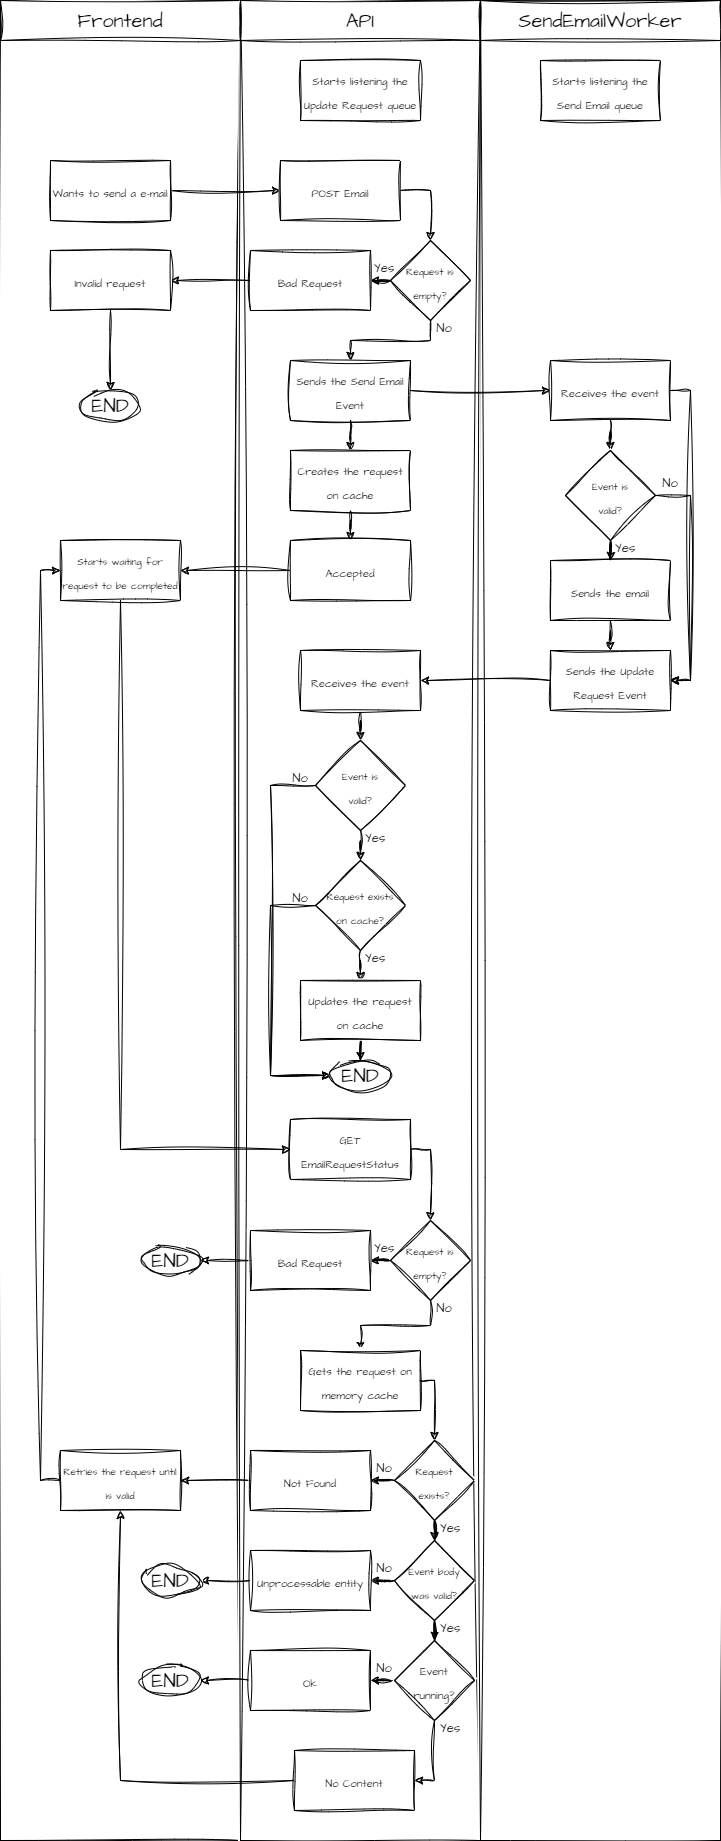 Frontend
API
SendEmailWorker
Starts listening the
Update Request queue
Starts listening the
Send Email queue
Wants to send a e-mail
POST Email
Invalid request
Bad Request
Yes
Request is
empty?
No
END
Sends the Send Email
Event
Receives the event
Creates the request
on cache
Event is
valid?
No
Yes
Starts waiting for
request to be completed
Accepted
Sends the email
Receives the event
Sends the Update
Request Event
No
Event is
valid?
Yes
No
Request exists
on cache?
Yes
Updates the request
on cache
END
GET
EmailRequestStatus
END
Bad Request
Yes
Request is
empty?
No
Gets the request on
memory cache
Retries the request until
is valid
Not Found
No
Request
exists?
Yes
END
Unprocessable entity
No
Event body
was valid?
Yes
END
Ok
No
Event
running?
Yes
No Content